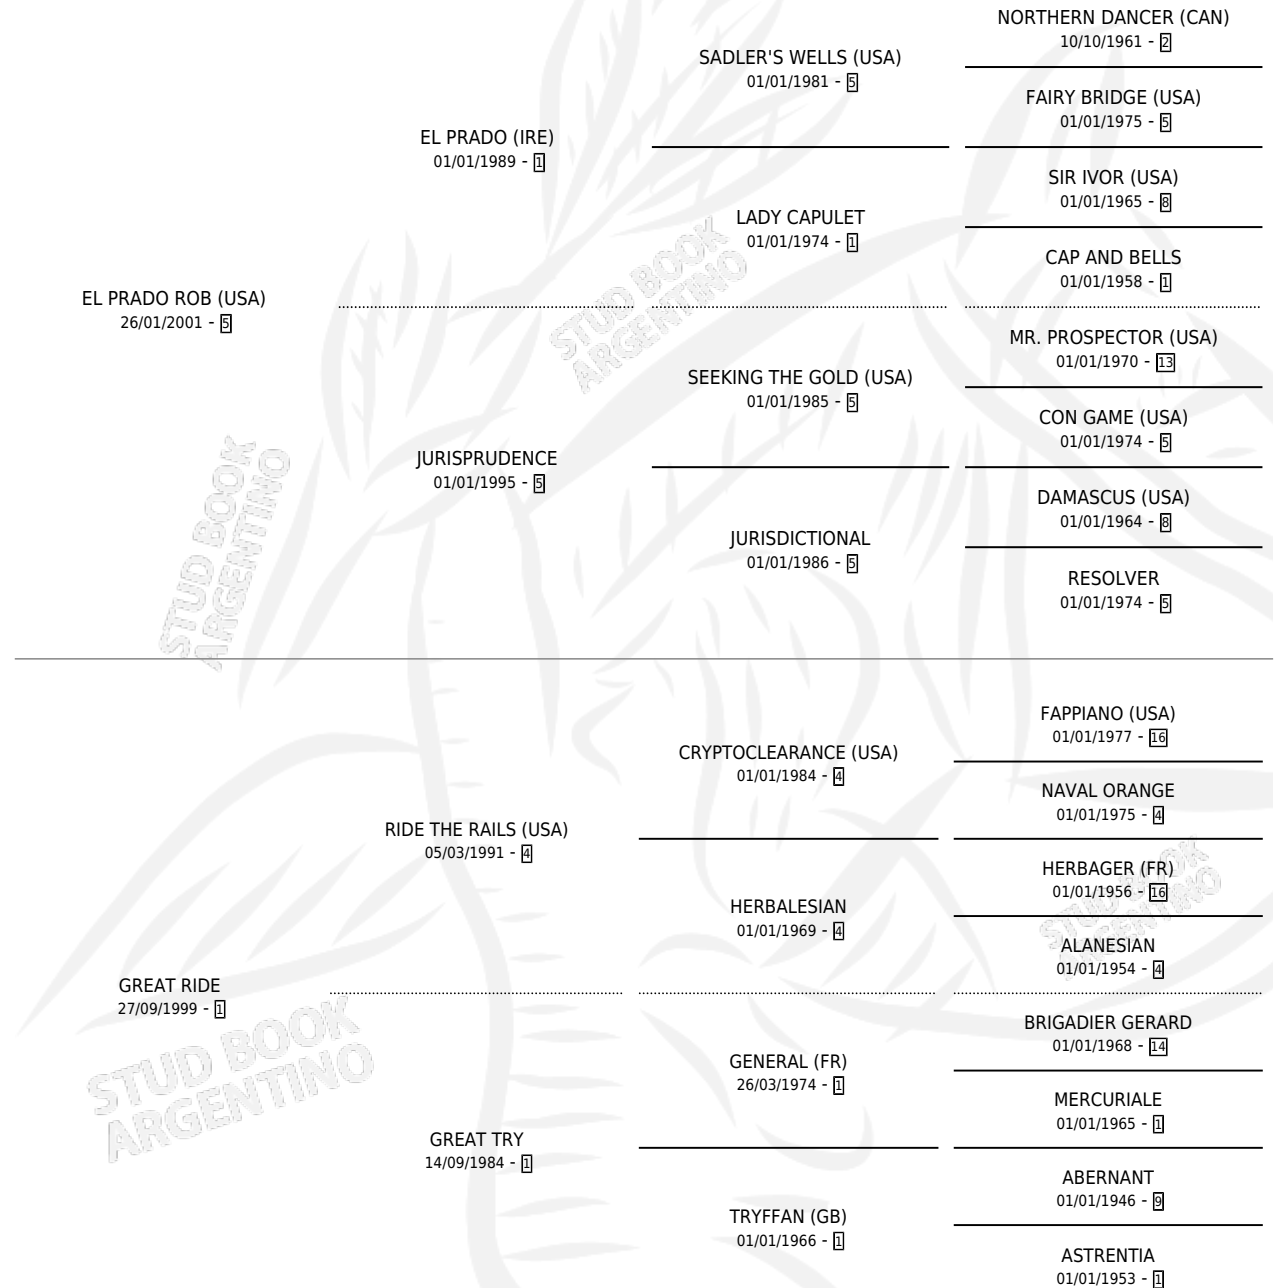 NORTHERN DANCER (CAN)
10/10/1961 - 2
SADLER'S WELLS (USA)
01/01/1981 - 5
FAIRY BRIDGE (USA)
01/01/1975 - 5
EL PRADO (IRE)
01/01/1989 - 1
SIR IVOR (USA)
01/01/1965 - 8
LADY CAPULET
01/01/1974 - 1
CAP AND BELLS
01/01/1958 - 1
STUD BOOK
ARGENTINO
EL PRADO ROB (USA)
26/01/2001 - 5
MR. PROSPECTOR (USA)
01/01/1970 - 13
SEEKING THE GOLD (USA)
01/01/1985 - 5
CON GAME (USA)
01/01/1974 - 5
JURISPRUDENCE
01/01/1995 - 5
DAMASCUS (USA)
01/01/1964 - 8
JURISDICTIONAL
01/01/1986 - 5
RESOLVER
01/01/1974 - 5
STUD BOOK
ARGENTINO
FAPPIANO (USA)
01/01/1977 - 16
CRYPTOCLEARANCE (USA)
01/01/1984 - 4
NAVAL ORANGE
01/01/1975 - 4
RIDE THE RAILS (USA)
05/03/1991 - 4
HERBAGER (FR)
01/01/1956 - 16
HERBALESIAN
01/01/1969 - 4
STUD BOOK
ARGENTINO
ALANESIAN
01/01/1954 - 4
GREAT RIDE
27/09/1999 - 1
BRIGADIER GERARD
01/01/1968 - 14
GENERAL (FR)
26/03/1974 - 1
STUD BOOK
ARGENTINO
MERCURIALE
01/01/1965 - 1
GREAT TRY
14/09/1984 - 1
ABERNANT
01/01/1946 - 9
TRYFFAN (GB)
01/01/1966 - 1
ASTRENTIA
01/01/1953 - 1